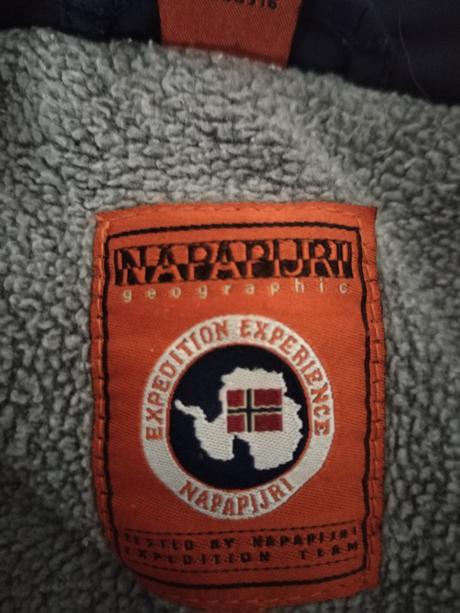 NAPAPIJRI
geographic
EXPEDITION EXPERIENCE
NAPAPIJRI
TESTED BY NAPAPIJRI
EXPEDITION TEAM